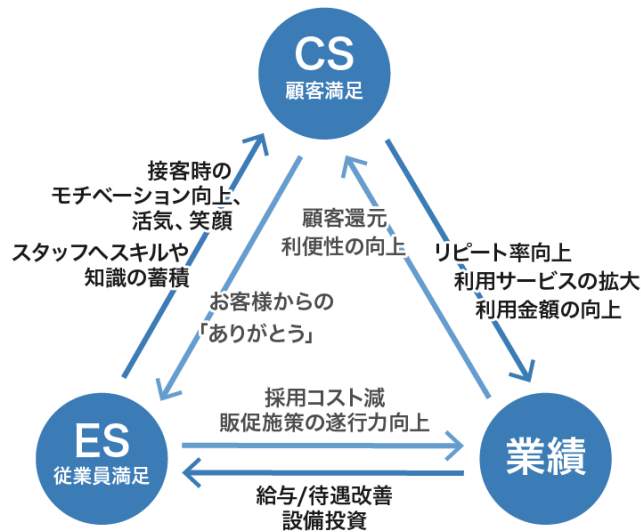 CS
顧客満足
接客時の
モチベーション向上、
活気、笑顔
スタッフへスキルや
知識の蓄積
お客様からの
「ありがとう」
顧客還元
利便性の向上
リピート率向上
利用サービスの拡大
利用金額の向上
ES
従業員満足
採用コスト減
販促施策の遂行力向上
業績
給与/待遇改善
設備投資